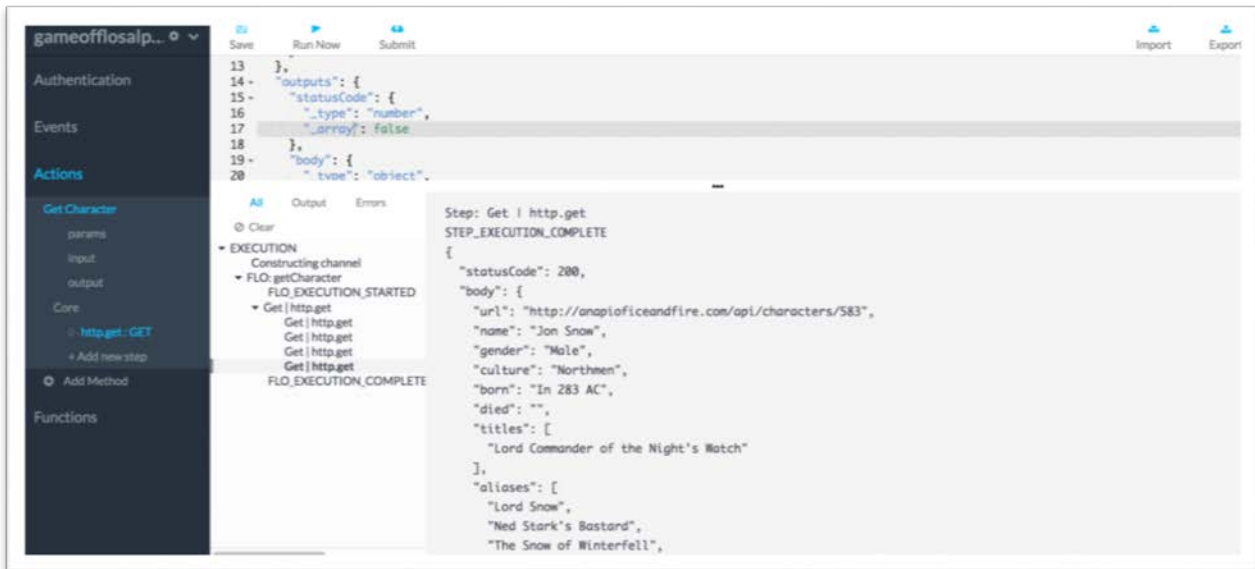 gameofflosalp...
Authentication
Events
Actions
Get Character
params
input
output
Core
http.get : GET
+ Add new step
Add Method
Functions
Save Run Now Submit Import Export
13 },
14 - "outputs": {
15 - "statusCode": {
16 "_type": "number",
17 "_array": false
18 },
19 - "body": {
20 "_type": "object",
All Output Errors
Clear
EXECUTION
Constructing channel
FLO: getCharacter
FLO_EXECUTION_STARTED
Get | http.get
Get | http.get
Get | http.get
Get | http.get
Get | http.get
FLO_EXECUTION_COMPLETE
Step: Get | http.get
STEP_EXECUTION_COMPLETE
{
"statusCode": 200,
"body": {
"url": "http://anapioficeandfire.com/api/characters/583",
"name": "Jon Snow",
"gender": "Male",
"culture": "Northmen",
"born": "In 283 AC",
"died": "",
"titles": [
"Lord Commander of the Night's Watch"
],
"aliases": [
"Lord Snow",
"Ned Stark's Bastard",
"The Snow of Winterfell",